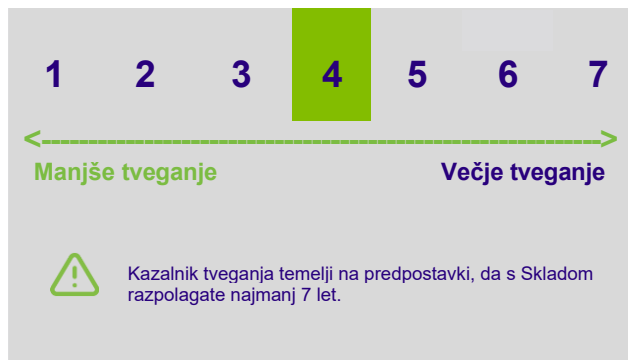 1 2 3 4 5 6 7
<-------------------------------------------------------------->
Manjše tveganje Večje tveganje
Kazalnik tveganja temelji na predpostavki, da s Skladom
razpolagate najmanj 7 let.